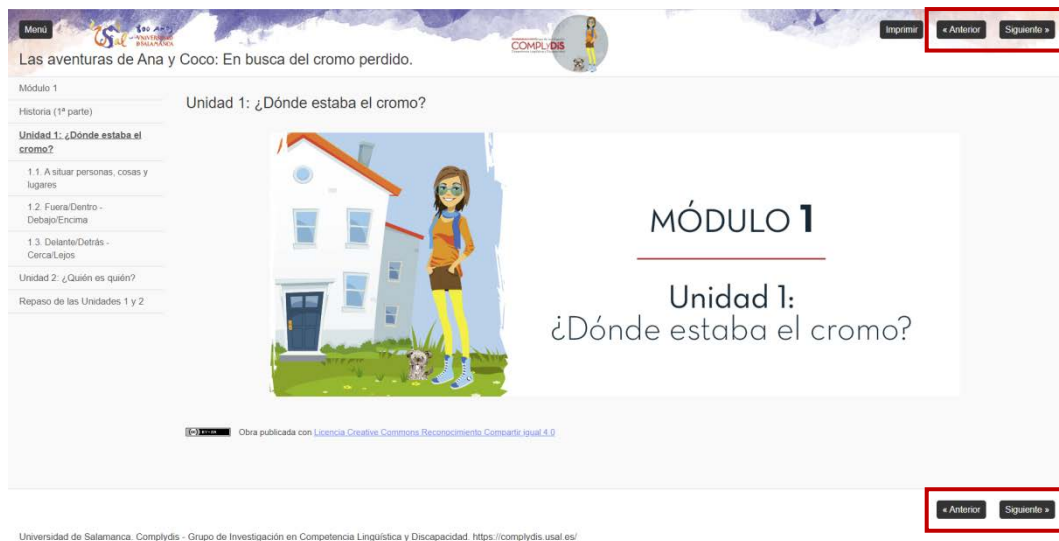 Menú
800 AÑOS
VNiVERSiDAD
D SALAMANCA
COMPLYDiS
Imprimir
« Anterior
Siguiente »
Las aventuras de Ana y Coco: En busca del cromo perdido.
Módulo 1
Historia (1ª parte)
Unidad 1: ¿Dónde estaba el
cromo?
1.1. A situar personas, cosas y
lugares
1.2. Fuera/Dentro -
Debajo/Encima
1.3. Delante/Detrás -
Cerca/Lejos
Unidad 2: ¿Quién es quién?
Repaso de las Unidades 1 y 2
Unidad 1: ¿Dónde estaba el cromo?
MÓDULO 1
Unidad 1:
¿Dónde estaba el cromo?
Obra publicada con Licencia Creative Commons Reconocimiento Compartir igual 4.0
« Anterior
Siguiente »
Universidad de Salamanca. Complydis - Grupo de Investigación en Competencia Lingüística y Discapacidad. https://complydis.usal.es/